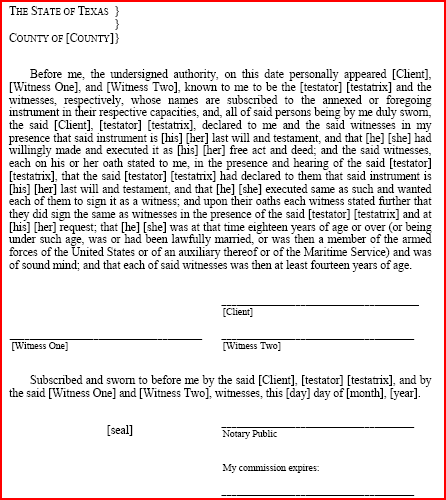 THE STATE OF TEXAS }
}
COUNTY OF [COUNTY]}
Before me, the undersigned authority, on this date personally appeared [Client],
[Witness One], and [Witness Two], known to me to be the [testator] [testatrix] and the
witnesses, respectively, whose names are subscribed to the annexed or foregoing
instrument in their respective capacities, and, all of said persons being by me duly sworn,
the said [Client], [testator] [testatrix], declared to me and the said witnesses in my
presence that said instrument is [his] [her] last will and testament, and that [he] [she] had
willingly made and executed it as [his] [her] free act and deed; and the said witnesses,
each on his or her oath stated to me, in the presence and hearing of the said [testator]
[testatrix], that the said [testator] [testatrix] had declared to them that said instrument is
[his] [her] last will and testament, and that [he] [she] executed same as such and wanted
each of them to sign it as a witness; and upon their oaths each witness stated further that
they did sign the same as witnesses in the presence of the said [testator] [testatrix] and at
[his] [her] request; that [he] [she] was at that time eighteen years of age or over (or being
under such age, was or had been lawfully married, or was then a member of the armed
forces of the United States or of an auxiliary thereof or of the Maritime Service) and was
of sound mind; and that each of said witnesses was then at least fourteen years of age.
[Client]
[Witness One] [Witness Two]
Subscribed and sworn to before me by the said [Client], [testator] [testatrix], and by
the said [Witness One] and [Witness Two], witnesses, this [day] day of [month], [year].
[seal]
Notary Public
My commission expires: